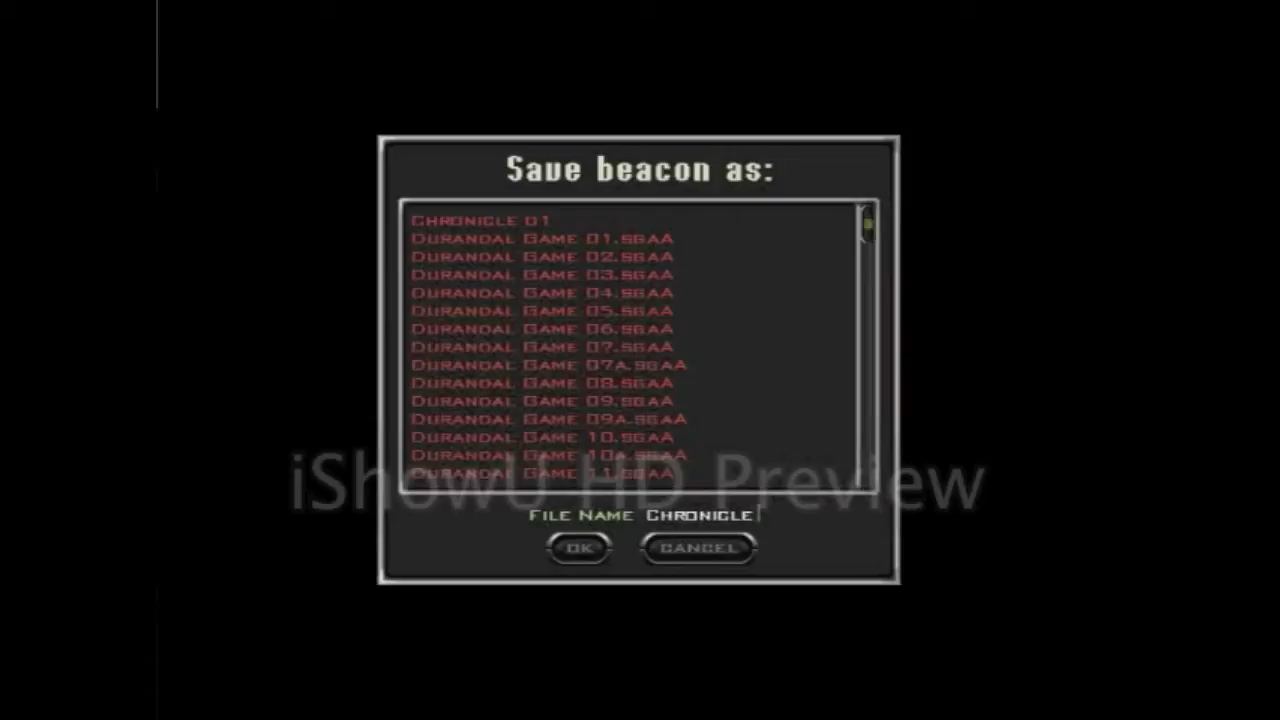 Save beacon as:
Chronicle 01
Durandal Game 01.sgaA
Durandal Game 02.sgaA
Durandal Game 03.sgaA
Durandal Game 04.sgaA
Durandal Game 05.sgaA
Durandal Game 06.sgaA
Durandal Game 07.sgaA
Durandal Game 07a.sgaA
Durandal Game 08.sgaA
Durandal Game 09.sgaA
Durandal Game 09a.sgaA
Durandal Game 10.sgaA
Durandal Game 10a.sgaA
Durandal Game 11.sgaA
iShowU HD Preview
File Name Chronicle
OK CANCEL